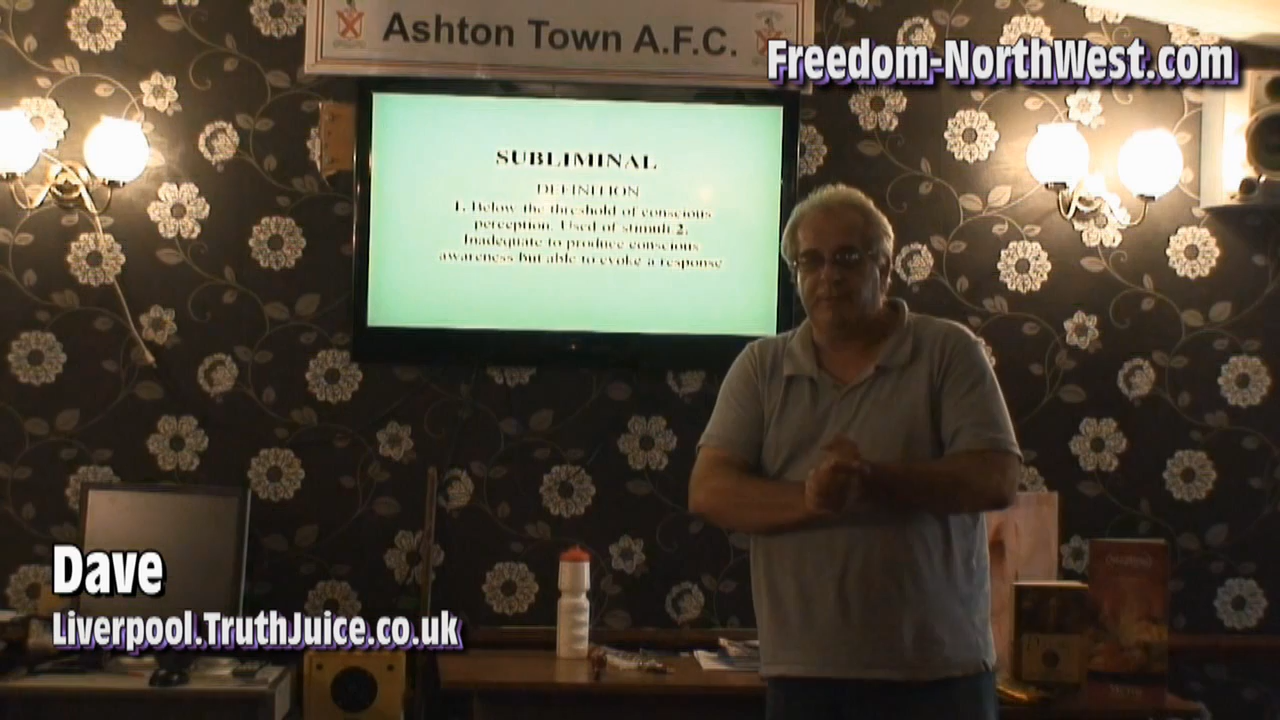 Ashton Town A.F.C.
Freedom-NorthWest.com
SUBLIMINAL
DEFINITION
1. Below the threshold of conscious
perception. Used of stimuli 2.
Inadequate to produce conscious
awareness but able to evoke a response
Dave
Liverpool.TruthJuice.co.uk